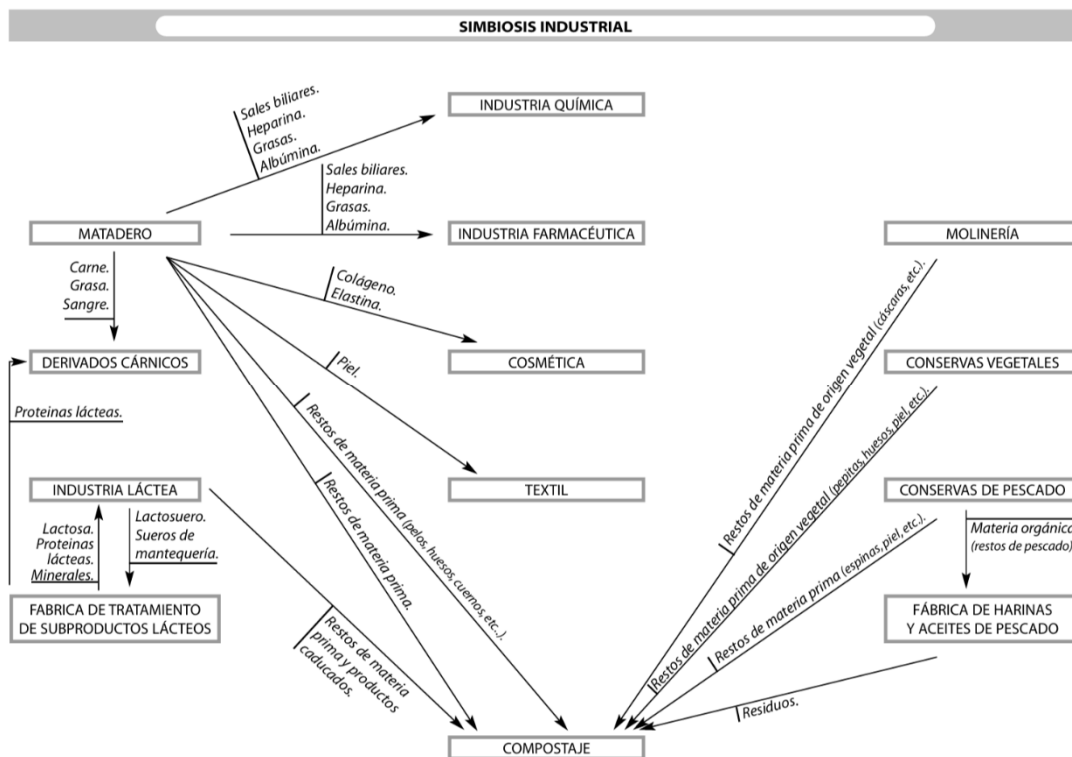 SIMBIOSIS INDUSTRIAL
Sales biliares.
Heparina.
Grasas.
Albúmina.
INDUSTRIA QUÍMICA
Sales biliares.
Heparina.
Grasas.
Albúmina.
MATADERO
INDUSTRIA FARMACÉUTICA
MOLINERÍA
Carne.
Grasa.
Sangre.
Colágeno.
Elastina.
DERIVADOS CÁRNICOS
COSMÉTICA
CONSERVAS VEGETALES
Piel.
Proteinas lácteas.
Restos de materia prima (pelos, huesos, cuernos, etc..).
Restos de materia prima.
Restos de materia prima de origen vegetal (cáscaras, etc.).
Restos de materia prima de origen vegetal (pepitas, huesos, piel, etc.).
Restos de materia prima (espinas, piel, etc.).
INDUSTRIA LÁCTEA
TEXTIL
CONSERVAS DE PESCADO
Lactosa.
Proteinas
lácteas.
Minerales.
Lactosuero.
Sueros de
mantequería.
Materia orgánica
(restos de pescado)
FABRICA DE TRATAMIENTO
DE SUBPRODUCTOS LÁCTEOS
FÁBRICA DE HARINAS
Y ACEITES DE PESCADO
Restos de materia
prima y productos
caducados.
Residuos.
COMPOSTAJE